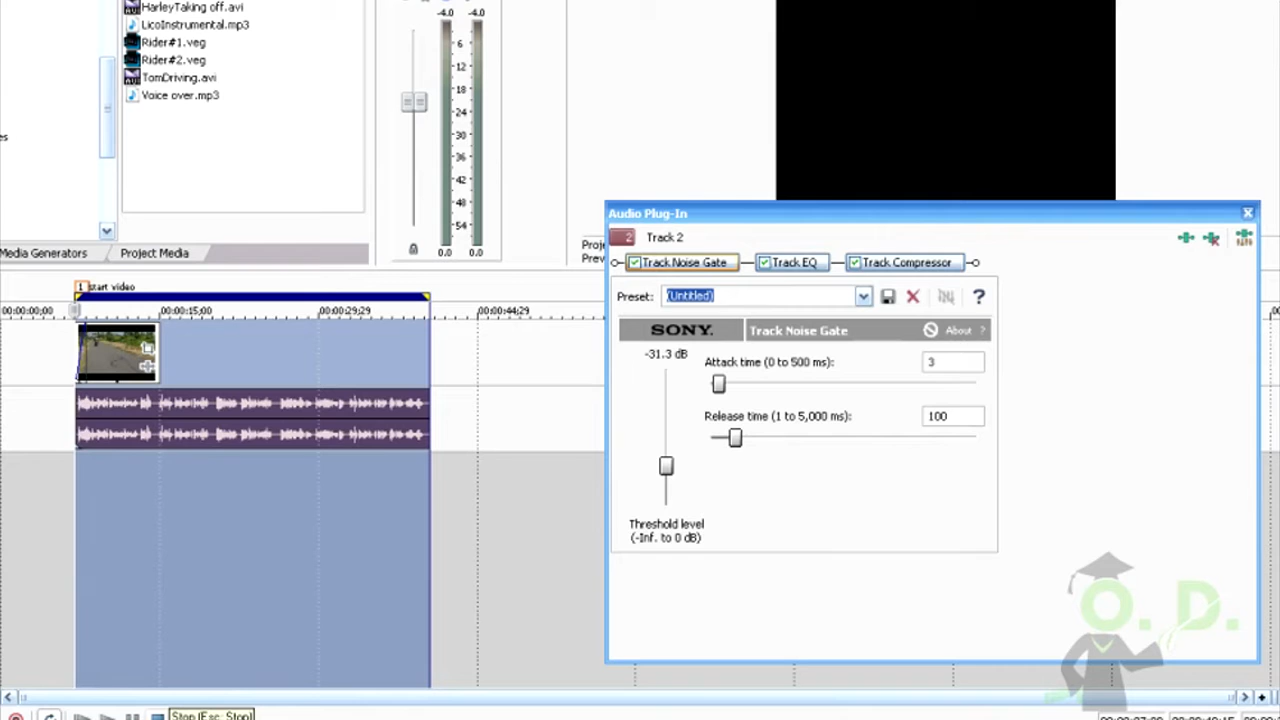 HarleyTaking off.avi
LicoInstrumental.mp3
Rider#1.veg
Rider#2.veg
TomDriving.avi
Voice over.mp3
-4.0 -4.0
6
12
18
24
30
36
42
48
54
0.0 0.0
Media Generators
Project Media
Audio Plug-In
2 Track 2
Track Noise Gate
Track EQ
Track Compressor
Preset: (Untitled)
SONY. Track Noise Gate About ?
-31.3 dB
Attack time (0 to 500 ms): 3
Release time (1 to 5,000 ms): 100
Threshold level
(-Inf. to 0 dB)
1 start video
00:00:00;00 00:00:15;00 00:00:29;29 00:00:44;29
O. D.
Stop (Esc, Stop)